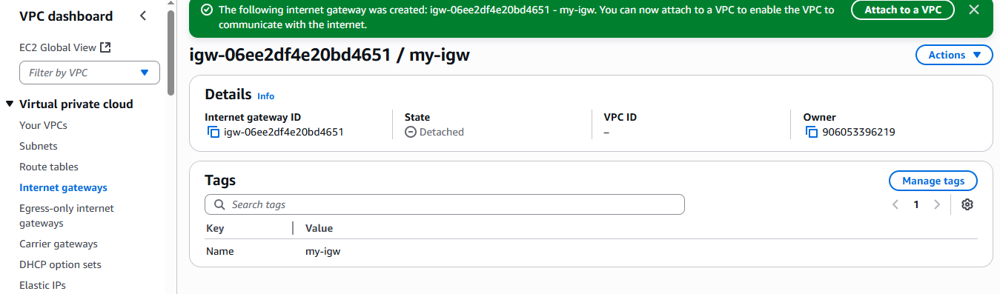 VPC dashboard
EC2 Global View
Filter by VPC
Virtual private cloud
Your VPCs
Subnets
Route tables
Internet gateways
Egress-only internet
gateways
Carrier gateways
DHCP option sets
Elastic IPs
The following internet gateway was created: igw-06ee2df4e20bd4651 - my-igw. You can now attach to a VPC to enable the VPC to
communicate with the internet.
Attach to a VPC
igw-06ee2df4e20bd4651 / my-igw
Actions
Details Info
Internet gateway ID
igw-06ee2df4e20bd4651
State
Detached
VPC ID
–
Owner
906053396219
Tags
Manage tags
Search tags
1
Key Value
Name my-igw